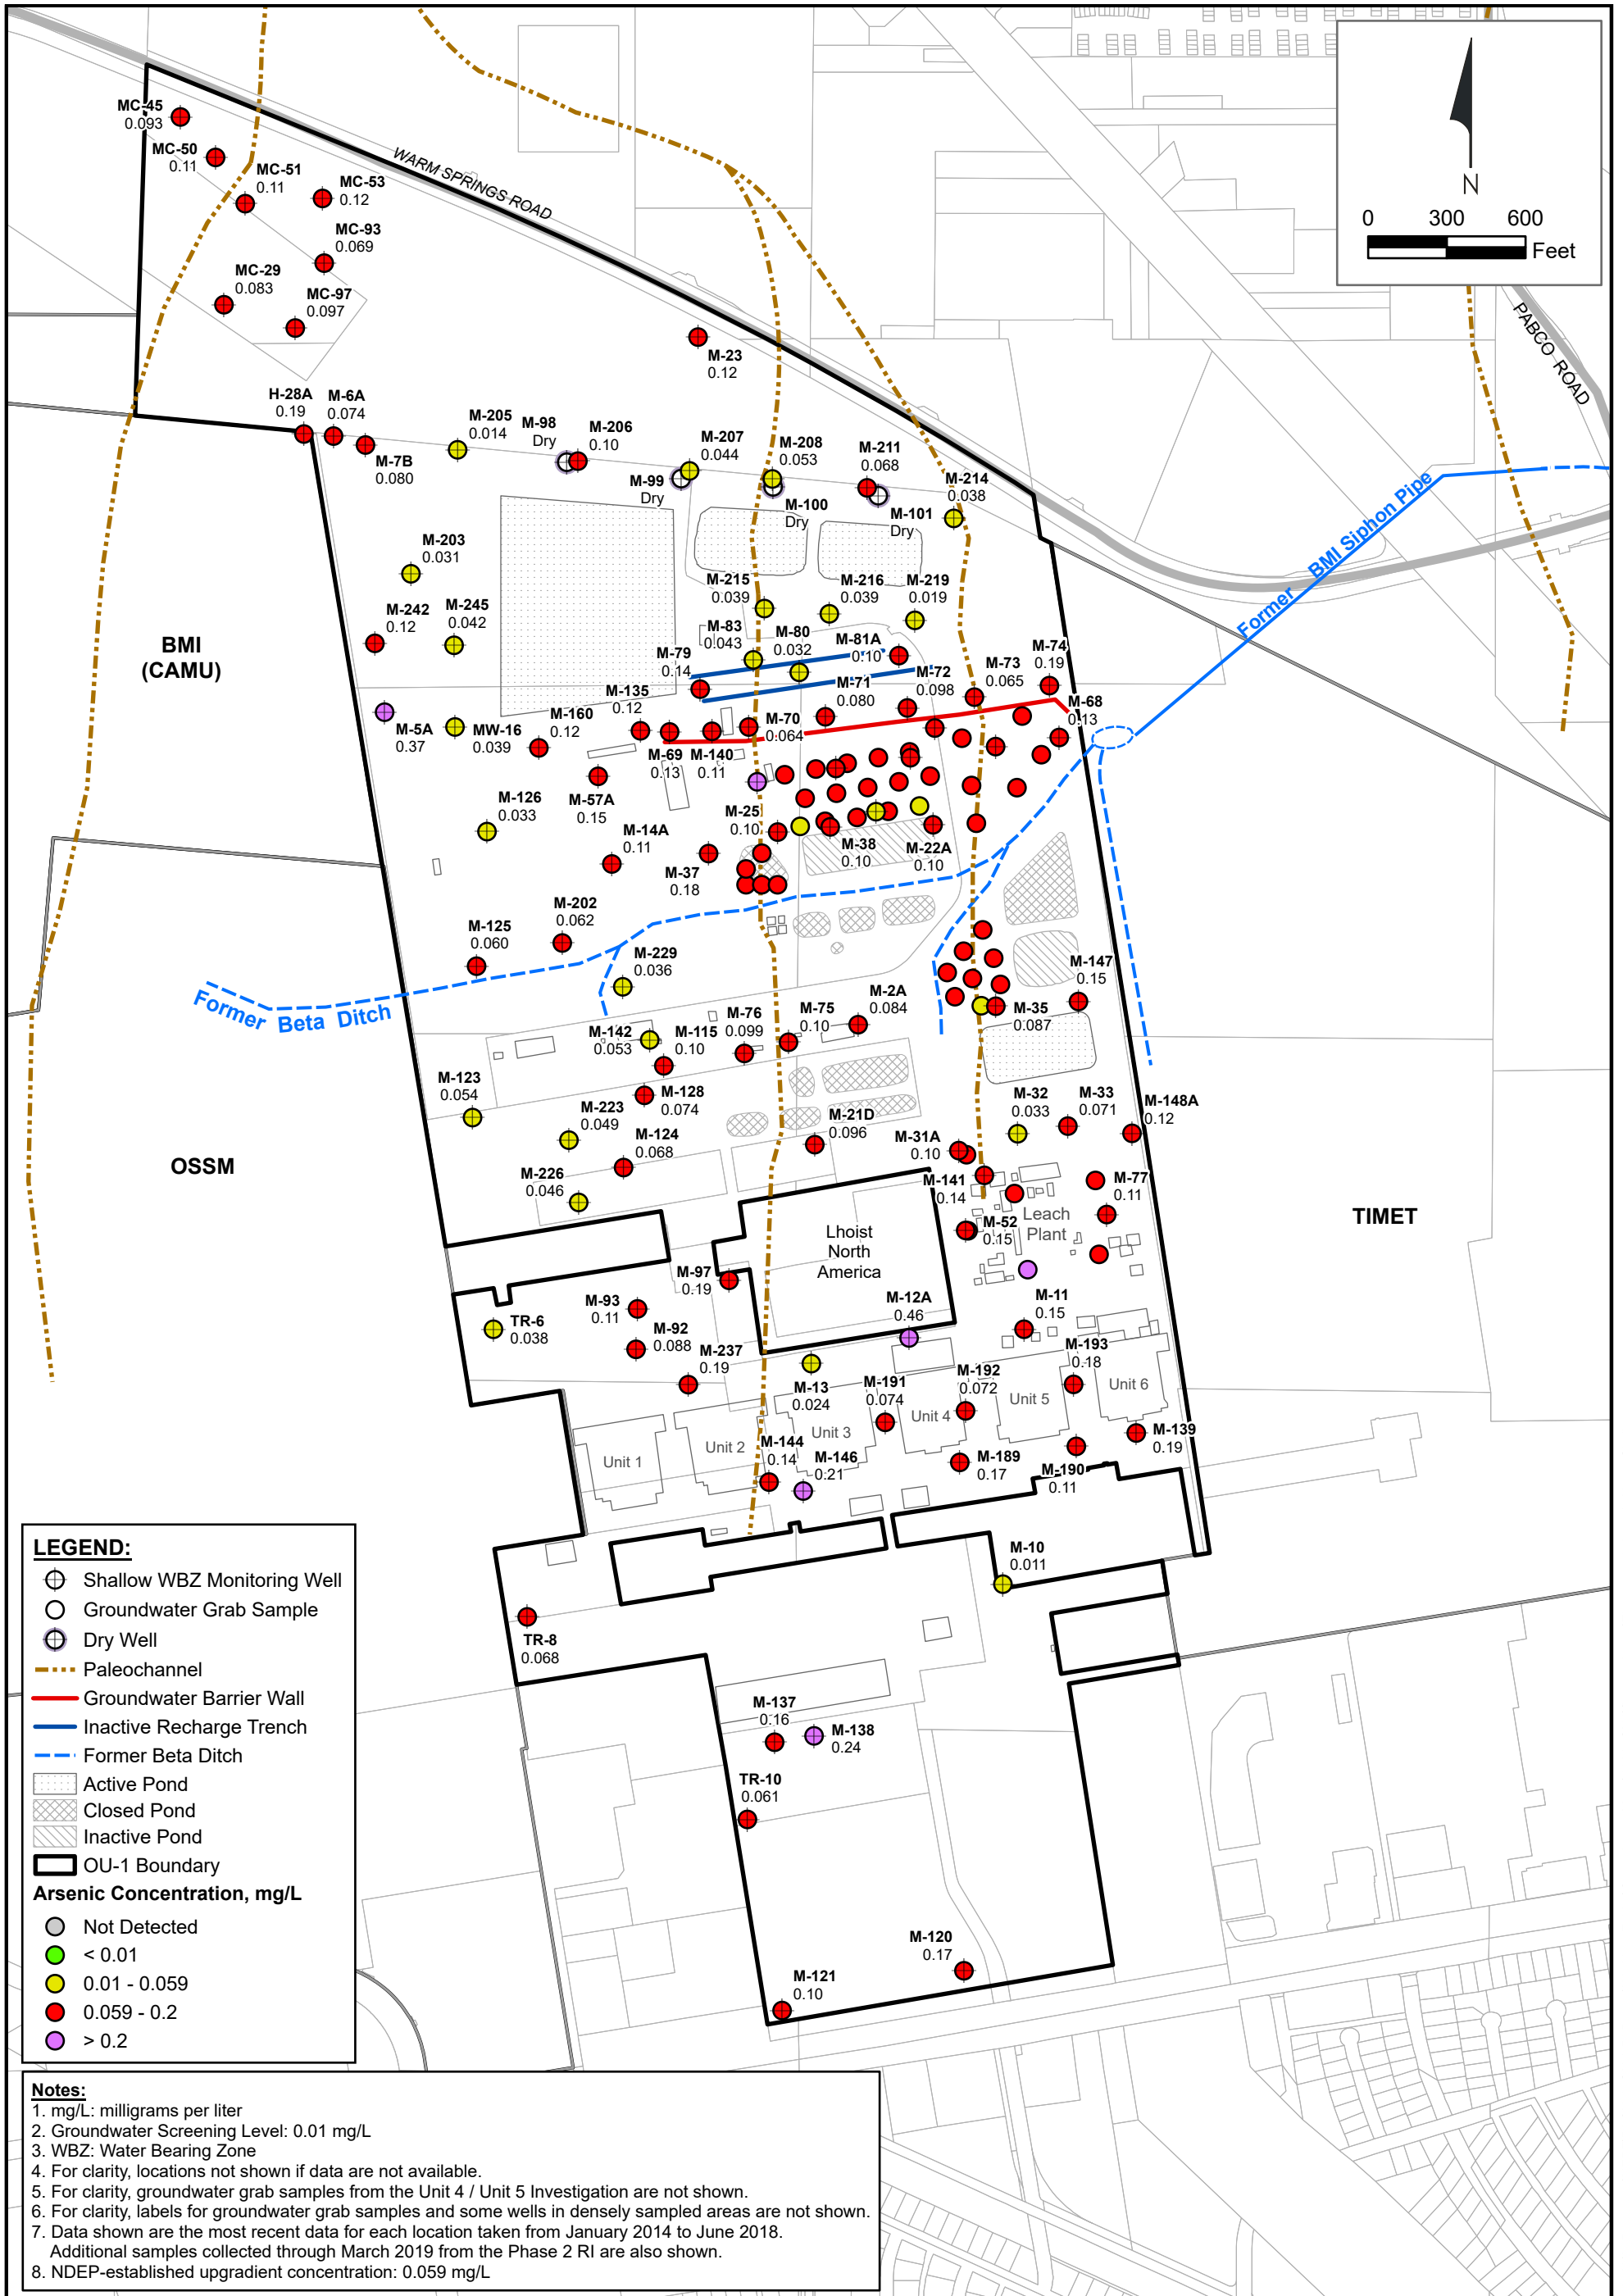 MC-45
0.093
MC-50
0.11
MC-51
0.11
MC-53
0.12
MC-93
0.069
MC-29
0.083
MC-97
0.097
WARM SPRINGS ROAD
N
0 300 600
Feet
PABCO ROAD
M-23
0.12
H-28A
0.19
M-6A
0.074
M-7B
0.080
M-205
0.014
M-98
Dry
M-206
0.10
M-207
0.044
M-99
Dry
M-208
0.053
M-100
Dry
M-211
0.068
M-101
Dry
M-214
0.038
Former BMI Siphon Pipe
M-203
0.031
M-242
0.12
M-245
0.042
M-215
0.039
M-216
0.039
M-219
0.019
M-83
0.043
M-80
0.032
M-81A
0.10
M-79
0.14
M-71
0.080
M-72
0.098
M-73
0.065
M-74
0.19
M-68
0.13
BMI
(CAMU)
M-5A
0.37
MW-16
0.039
M-160
0.12
M-135
0.12
M-69
0.13
M-140
0.11
M-70
0.064
M-57A
0.15
M-126
0.033
M-14A
0.11
M-25
0.10
M-37
0.18
M-38
0.10
M-22A
0.10
M-202
0.062
M-125
0.060
M-229
0.036
Former Beta Ditch
M-147
0.15
M-35
0.087
M-2A
0.084
M-75
0.10
M-76
0.099
M-142
0.053
M-115
0.10
M-128
0.074
M-123
0.054
M-223
0.049
M-124
0.068
M-226
0.046
M-21D
0.096
M-32
0.033
M-33
0.071
M-148A
0.12
M-31A
0.10
M-141
0.14
M-77
0.11
M-52
0.15
Leach
Plant
OSSM
TIMET
Lhoist
North
America
M-97
0.19
M-93
0.11
M-92
0.088
TR-6
0.038
M-237
0.19
M-12A
0.46
M-11
0.15
M-13
0.024
M-191
0.074
M-192
0.072
M-193
0.18
Unit 1
Unit 2
Unit 3
Unit 4
Unit 5
Unit 6
M-144
0.14
M-146
0.21
M-189
0.17
M-190
0.11
M-139
0.19
M-10
0.011
TR-8
0.068
M-137
0.16
M-138
0.24
TR-10
0.061
M-120
0.17
M-121
0.10
LEGEND:
Shallow WBZ Monitoring Well
Groundwater Grab Sample
Dry Well
Paleochannel
Groundwater Barrier Wall
Inactive Recharge Trench
Former Beta Ditch
Active Pond
Closed Pond
Inactive Pond
OU-1 Boundary
Arsenic Concentration, mg/L
Not Detected
< 0.01
0.01 - 0.059
0.059 - 0.2
> 0.2
Notes:
1. mg/L: milligrams per liter
2. Groundwater Screening Level: 0.01 mg/L
3. WBZ: Water Bearing Zone
4. For clarity, locations not shown if data are not available.
5. For clarity, groundwater grab samples from the Unit 4 / Unit 5 Investigation are not shown.
6. For clarity, labels for groundwater grab samples and some wells in densely sampled areas are not shown.
7. Data shown are the most recent data for each location taken from January 2014 to June 2018.
Additional samples collected through March 2019 from the Phase 2 RI are also shown.
8. NDEP-established upgradient concentration: 0.059 mg/L